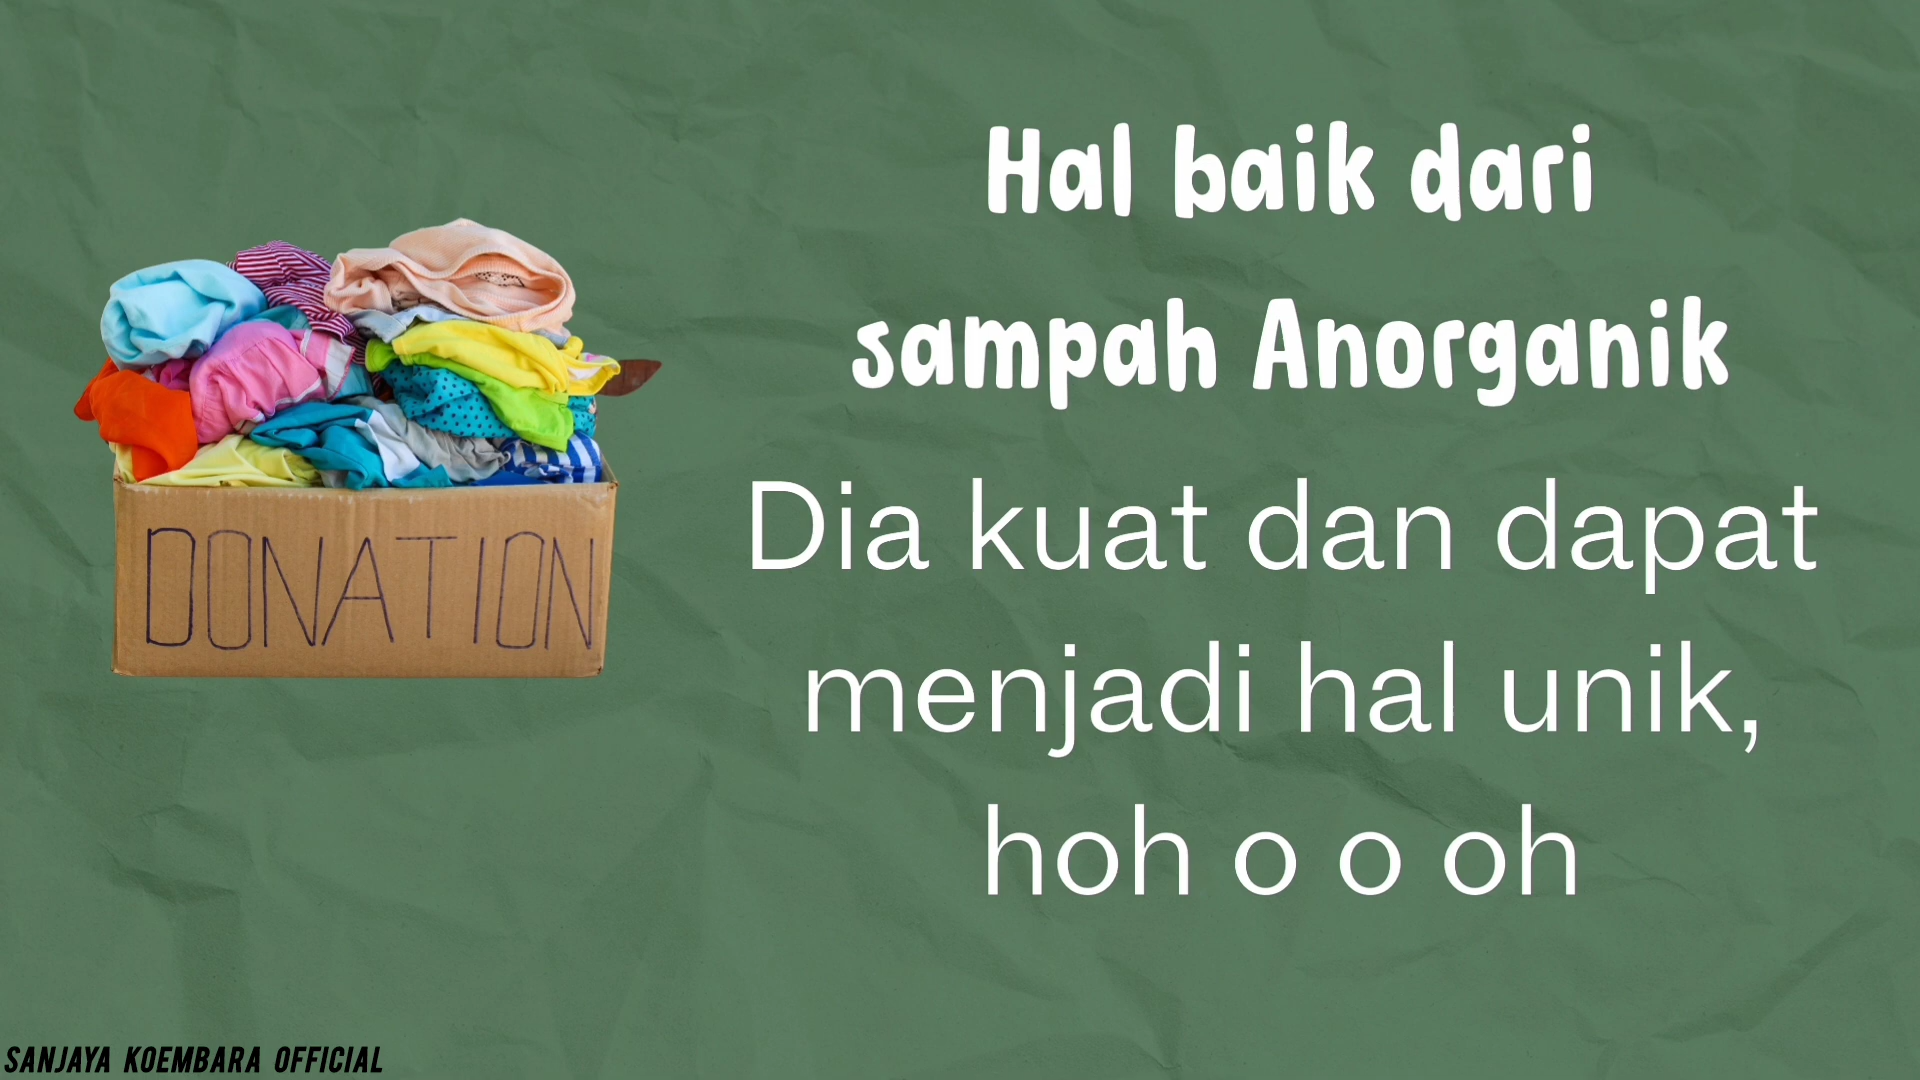 Hal baik dari
sampah Anorganik
Dia kuat dan dapat
menjadi hal unik,
hoh o o oh
DONATION
SANJAYA KOEMBARA OFFICIAL